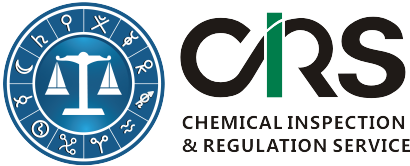 CIRS
CHEMICAL INSPECTION
& REGULATION SERVICE